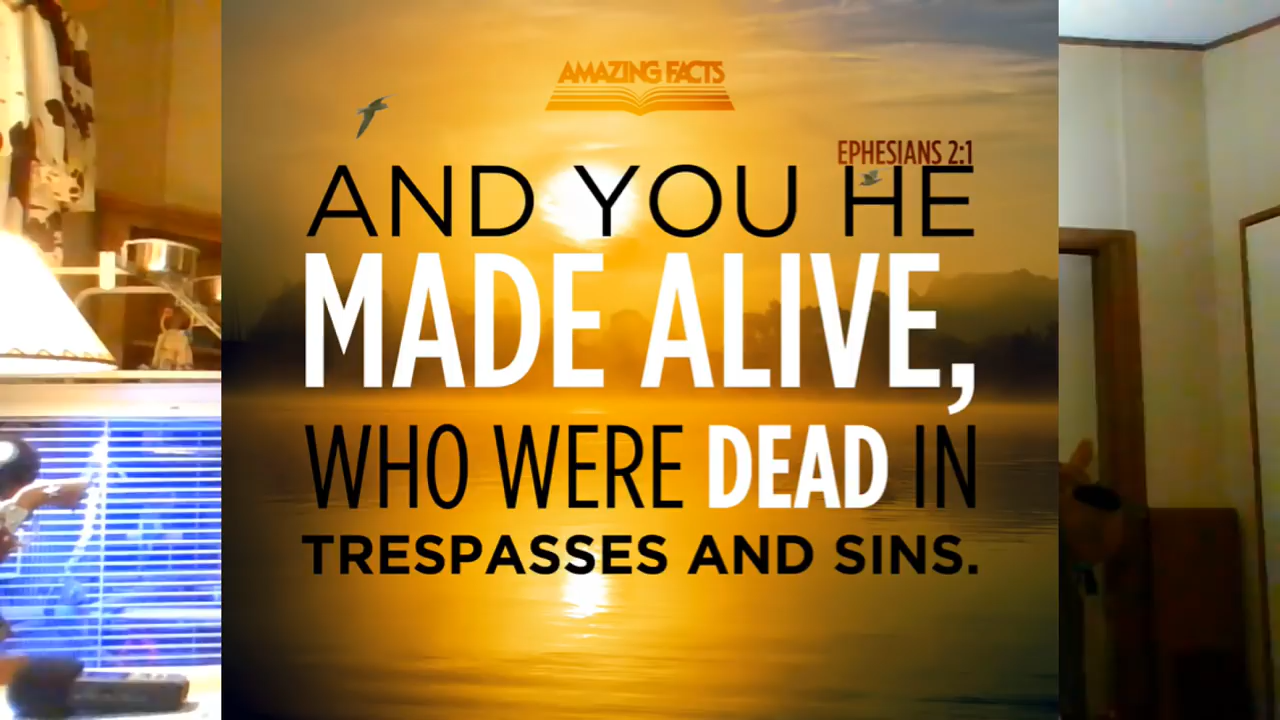 AMAZING FACTS
EPHESIANS 2:1
AND YOU HE
MADE ALIVE,
WHO WERE DEAD IN
TRESPASSES AND SINS.